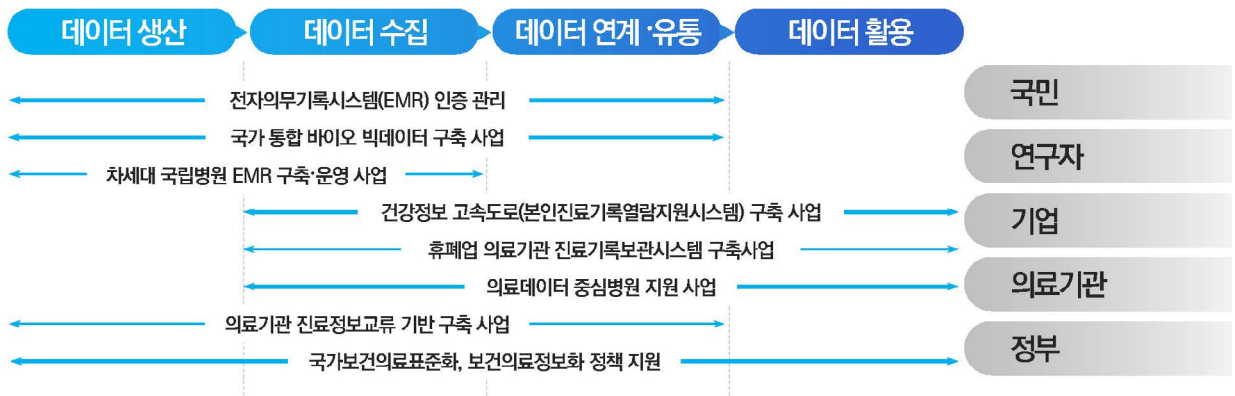 데이터 생산
데이터 수집
데이터 연계·유통
데이터 활용
전자의무기록시스템(EMR) 인증 관리
국가 통합 바이오 빅데이터 구축 사업
차세대 국립병원 EMR 구축·운영 사업
건강정보 고속도로(본인진료기록열람지원시스템) 구축 사업
휴폐업 의료기관 진료기록보관시스템 구축사업
의료데이터 중심병원 지원 사업
의료기관 진료정보교류 기반 구축 사업
국가보건의료표준화, 보건의료정보화 정책 지원
국민
연구자
기업
의료기관
정부